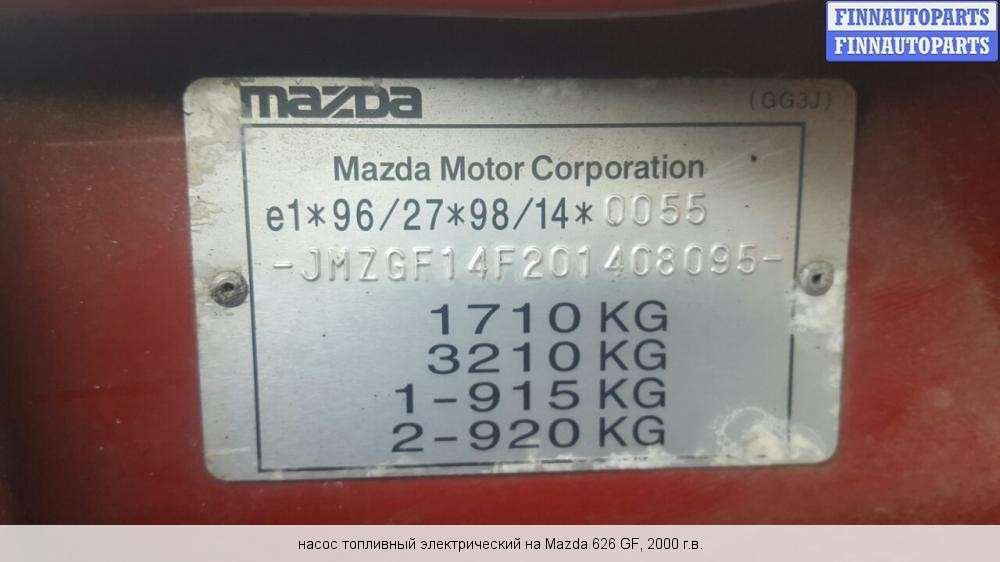 FINNAUTOPARTS
FINNAUTOPARTS
mazda (GG3J)
Mazda Motor Corporation
e1*96/27*98/14*0055
-JMZGF14F201408095-
1710 KG
3210 KG
1-915 KG
2-920 KG
насос топливный электрический на Mazda 626 GF, 2000 г.в.